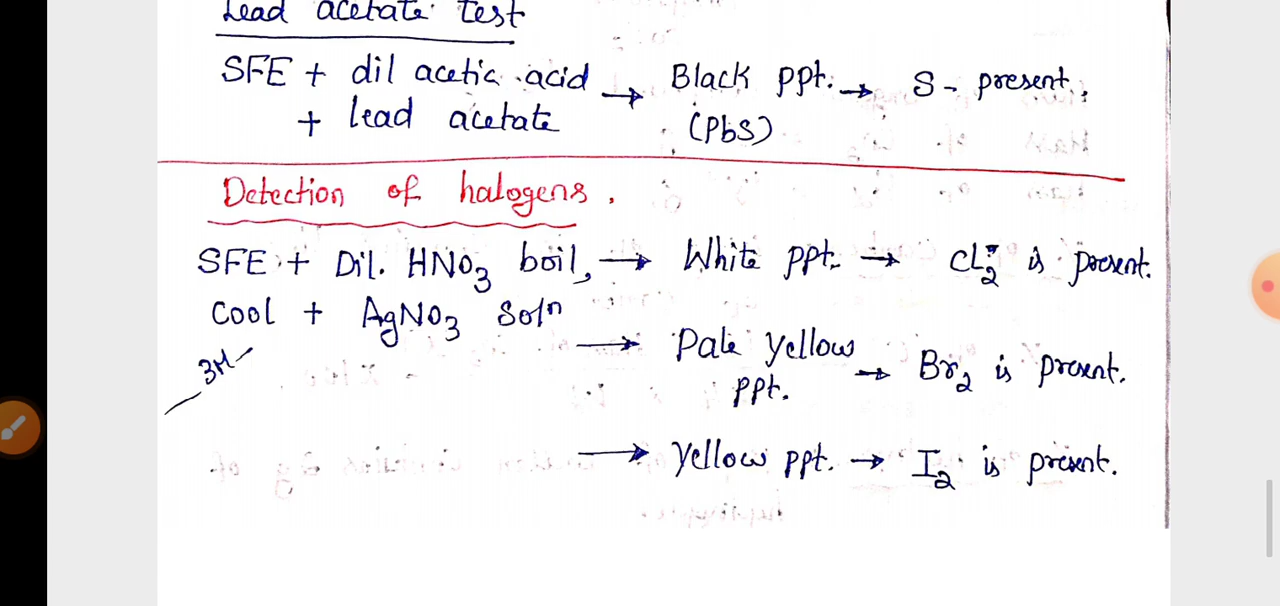 Lead acetate test
SFE + dil acetic acid → Black ppt. → S - present.
+ lead acetate (PbS)
Detection of halogens.
SFE + Dil. HNO3 boil, → White ppt. → CL2 is present.
Cool + AgNO3 soln
3M
→ Pale Yellow → Br2 is present.
ppt.
→ Yellow ppt. → I2 is present.